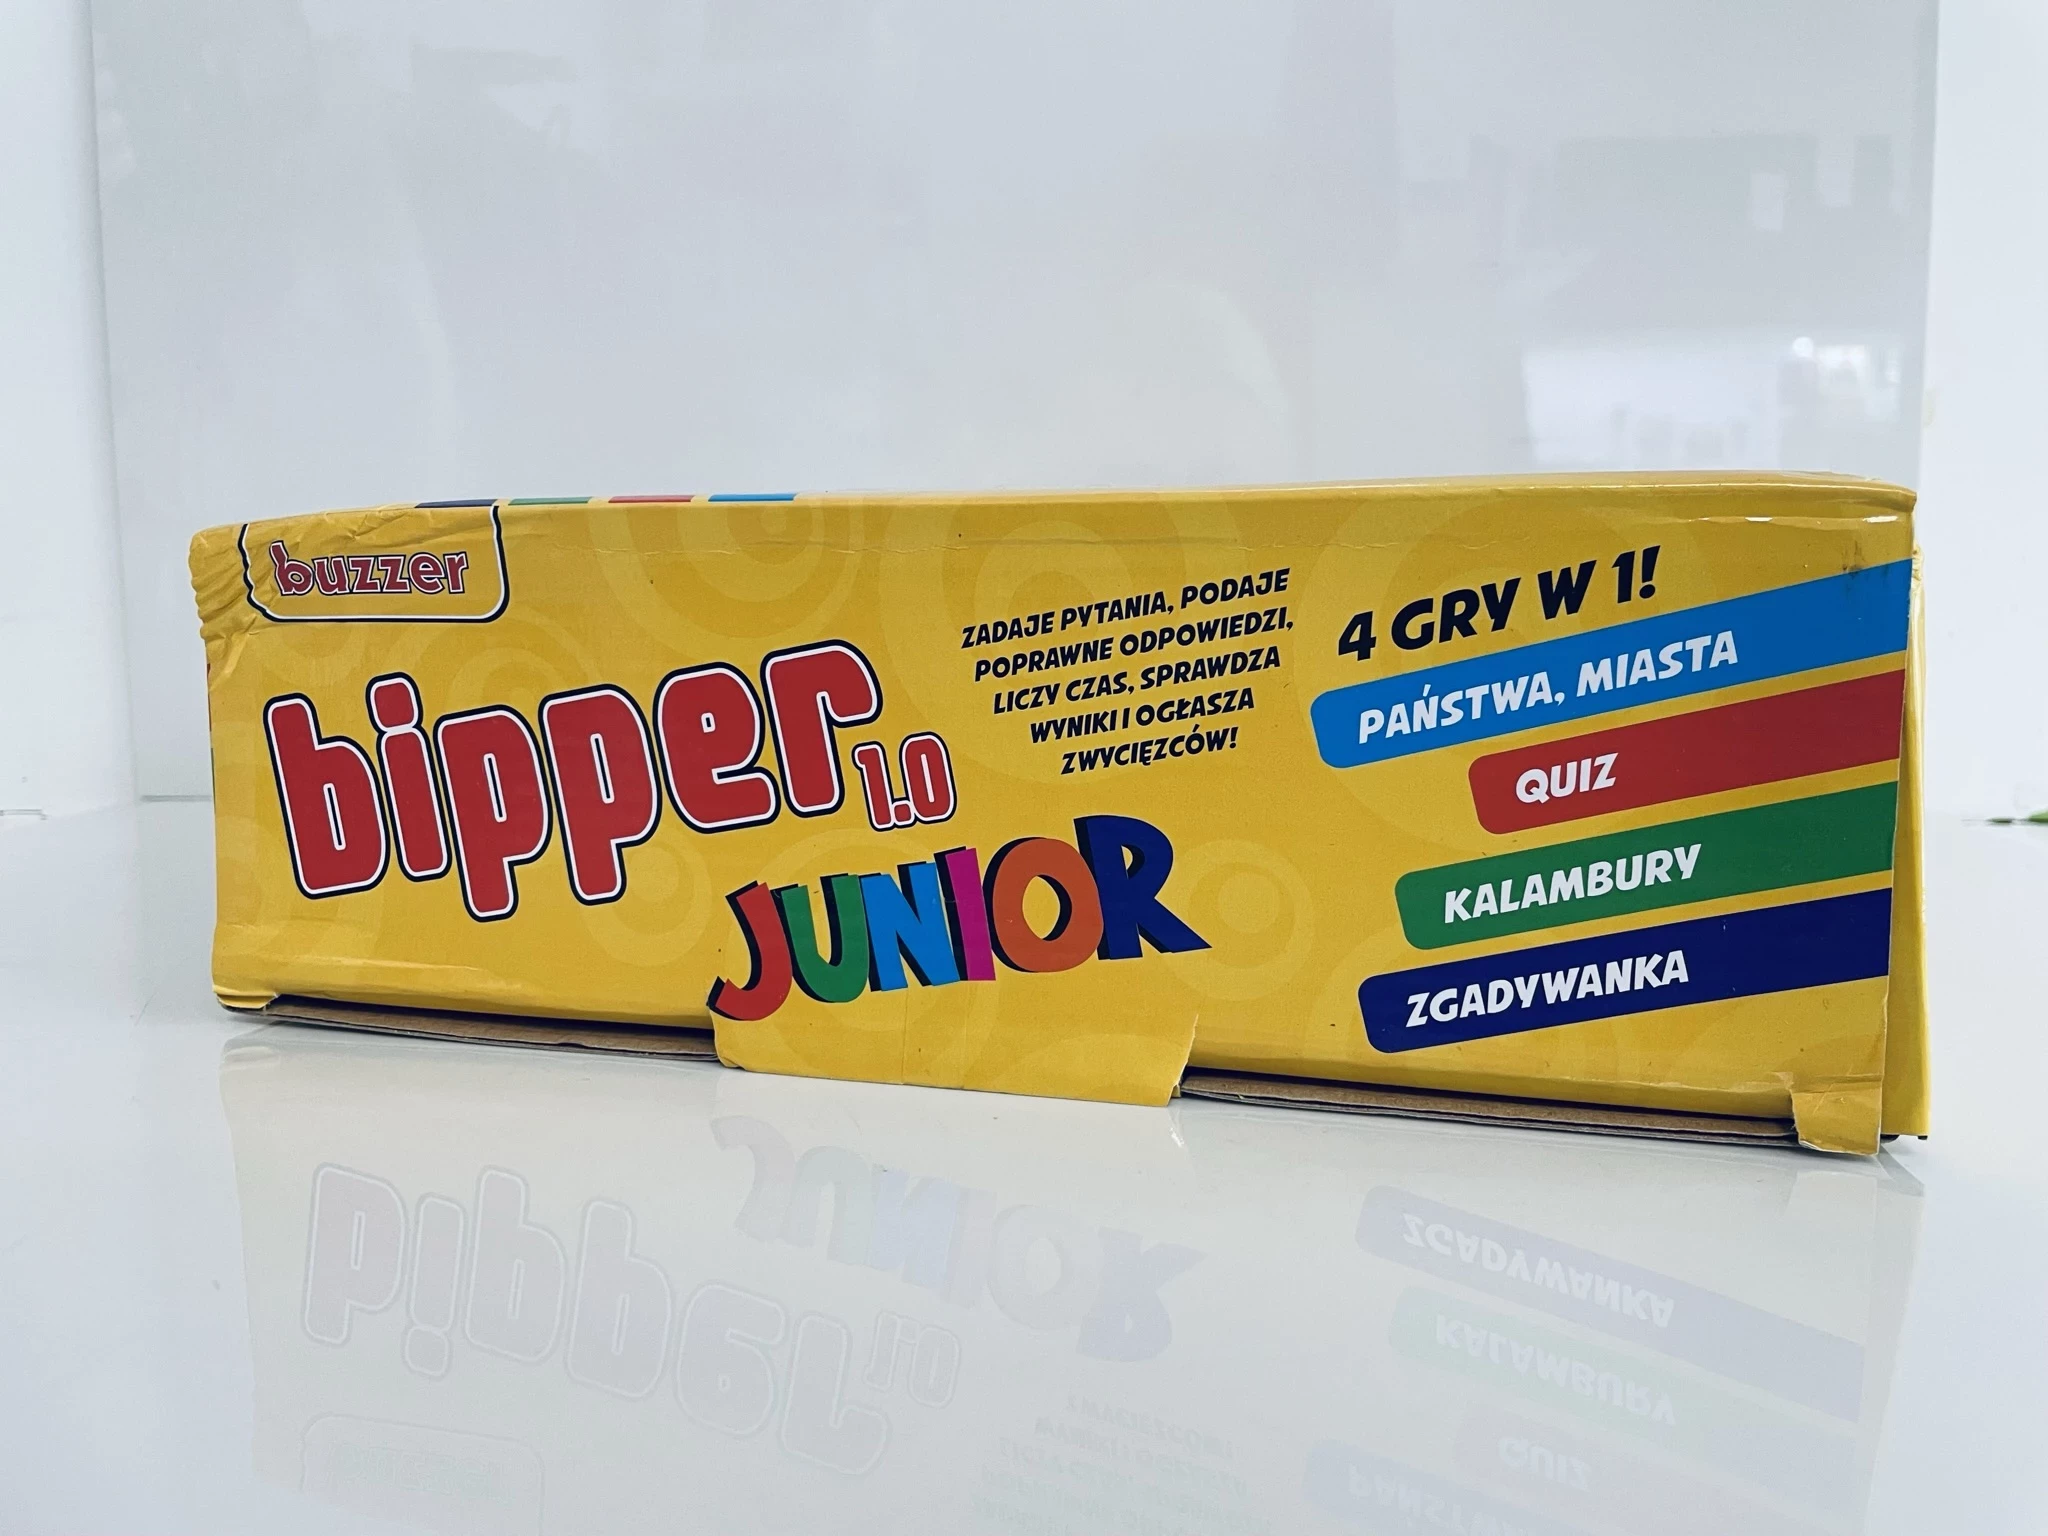 buzzer
bipper
1.0
JUNIOR
ZADAJE PYTANIA, PODAJE
POPRAWNE ODPOWIEDZI,
LICZY CZAS, SPRAWDZA
WYNIKI I OGŁASZA
ZWYCIĘZCÓW!
4 GRY W 1!
PAŃSTWA, MIASTA
QUIZ
KALAMBURY
ZGADYWANKA